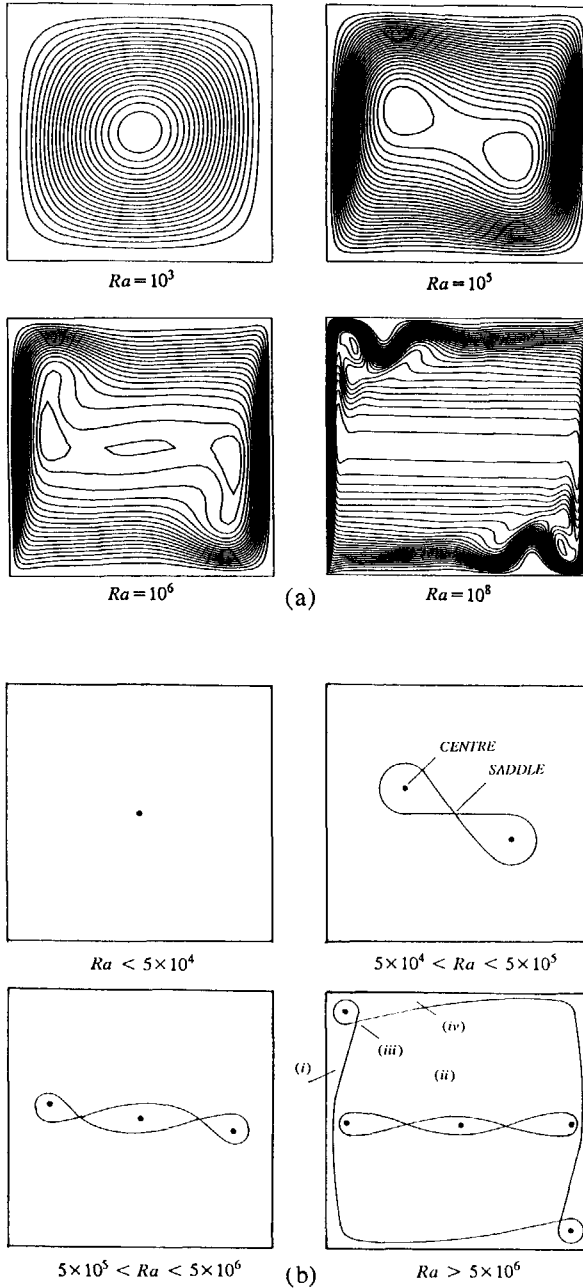 Ra = 10³
Ra = 10⁵
Ra = 10⁶
(a)
Ra = 10⁸
CENTRE
SADDLE
Ra < 5×10⁴
5×10⁴ < Ra < 5×10⁵
(i)
(ii)
(iii)
(iv)
5×10⁵ < Ra < 5×10⁶
(b)
Ra > 5×10⁶